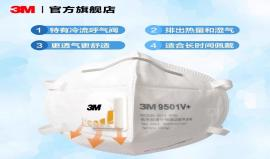 3M 官方旗舰店
1 特有冷流呼气阀
2 排出热量和湿气
3 更透气更舒适
4 适合长时间佩戴
3M
3M 9501V+